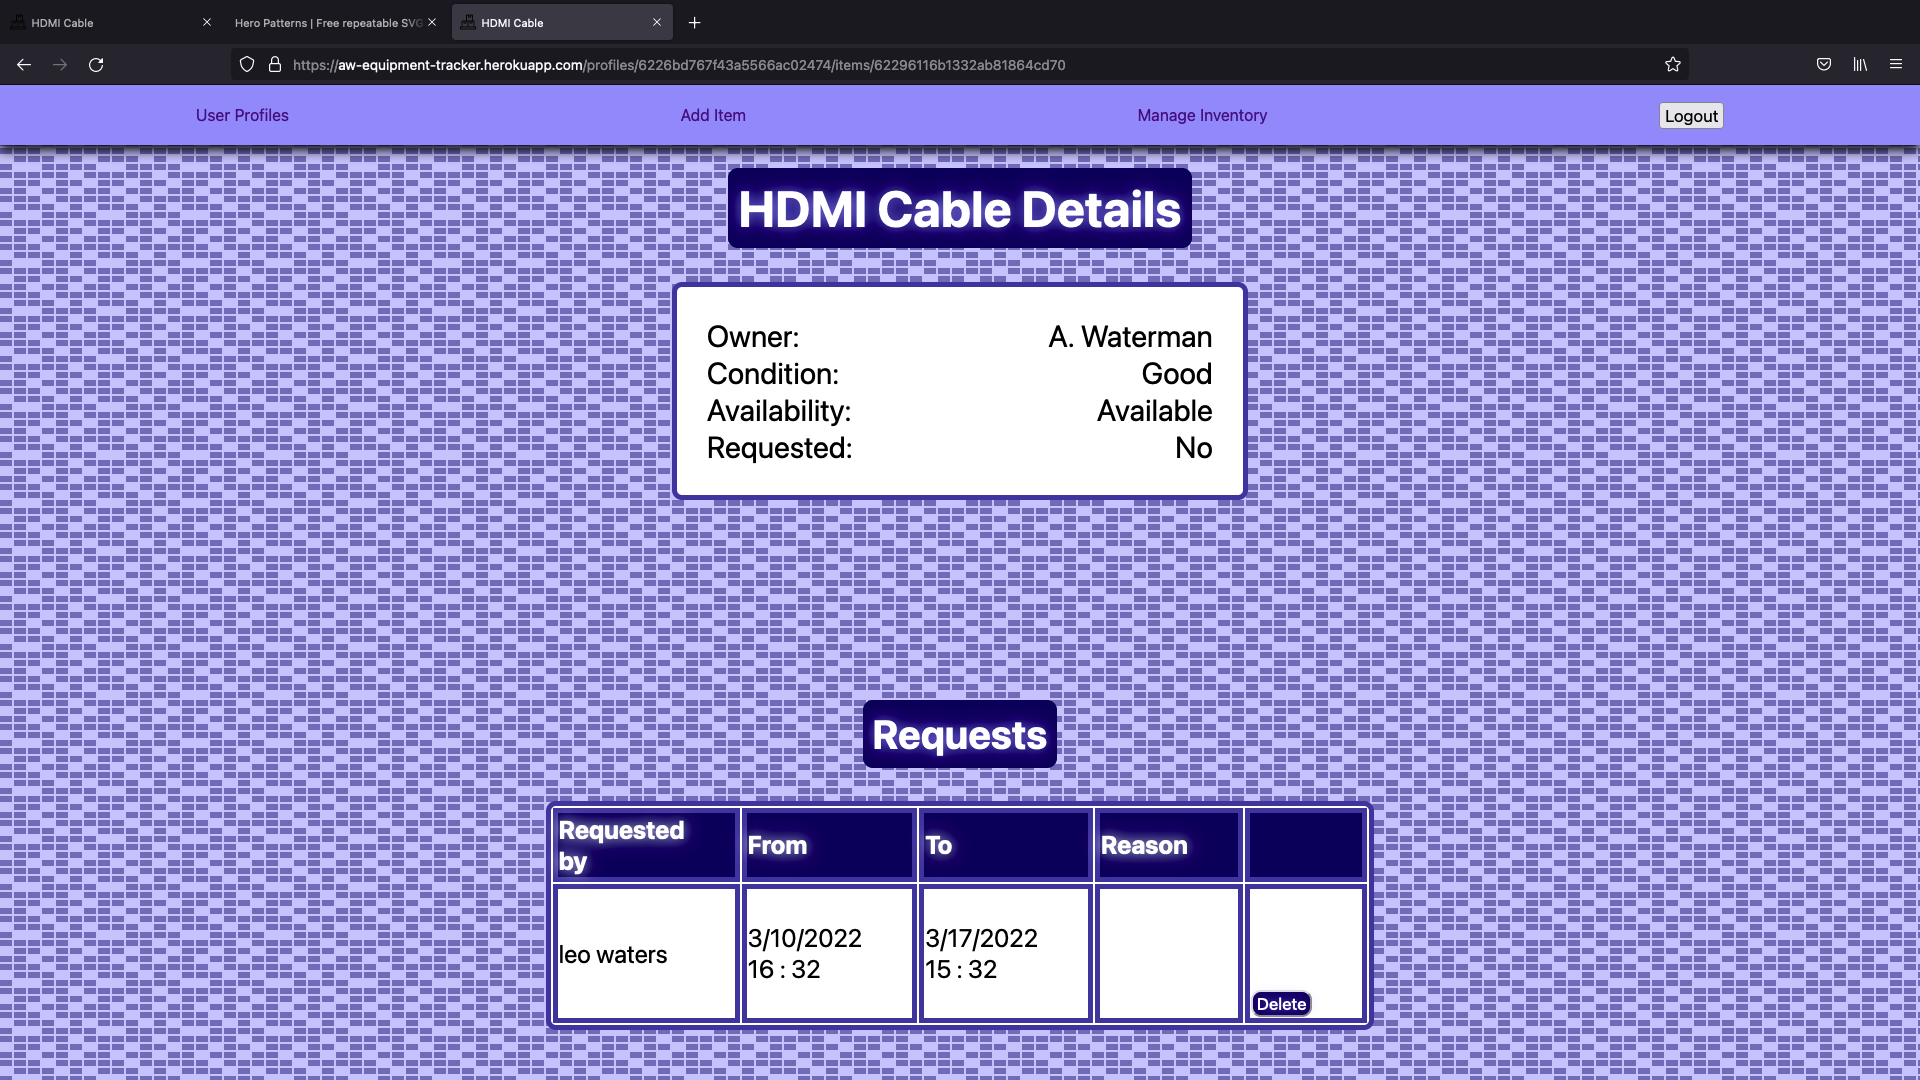 HDMI Cable
Hero Patterns | Free repeatable SVG
HDMI Cable
https://aw-equipment-tracker.herokuapp.com/profiles/6226bd767f43a5566ac02474/items/62296116b1332ab81864cd70
User Profiles
Add Item
Manage Inventory
Logout
HDMI Cable Details
Owner: A. Waterman
Condition: Good
Availability: Available
Requested: No
Requests
Requested
by
From
To
Reason
leo waters
3/10/2022
16 : 32
3/17/2022
15 : 32
Delete